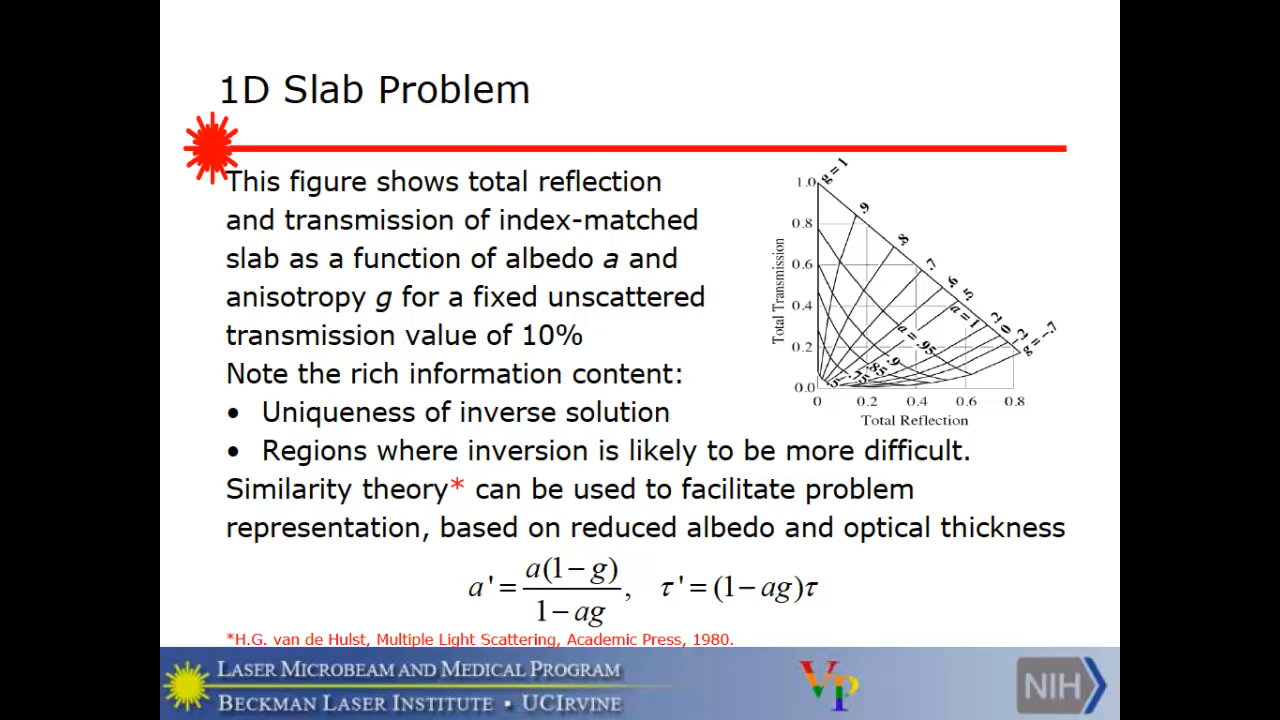 1D Slab Problem
This figure shows total reflection
and transmission of index-matched
slab as a function of albedo a and
anisotropy g for a fixed unscattered
transmission value of 10%
Note the rich information content:
• Uniqueness of inverse solution
• Regions where inversion is likely to be more difficult.
Similarity theory* can be used to facilitate problem
representation, based on reduced albedo and optical thickness
a' = a(1 − g) / 1 − ag, τ' = (1 − ag)τ
*H.G. van de Hulst, Multiple Light Scattering, Academic Press, 1980.
Total Transmission
1.0
0.8
0.6
0.4
0.2
0.0
0 0.2 0.4 0.6 0.8
Total Reflection
g = 1
.9
.8
.7
.6
.5
.2
0
-.2
g = -.7
a = 1
a = .95
.9
.85
.75
.5
LASER MICROBEAM AND MEDICAL PROGRAM
BECKMAN LASER INSTITUTE • UCIRVINE
VP
NIH